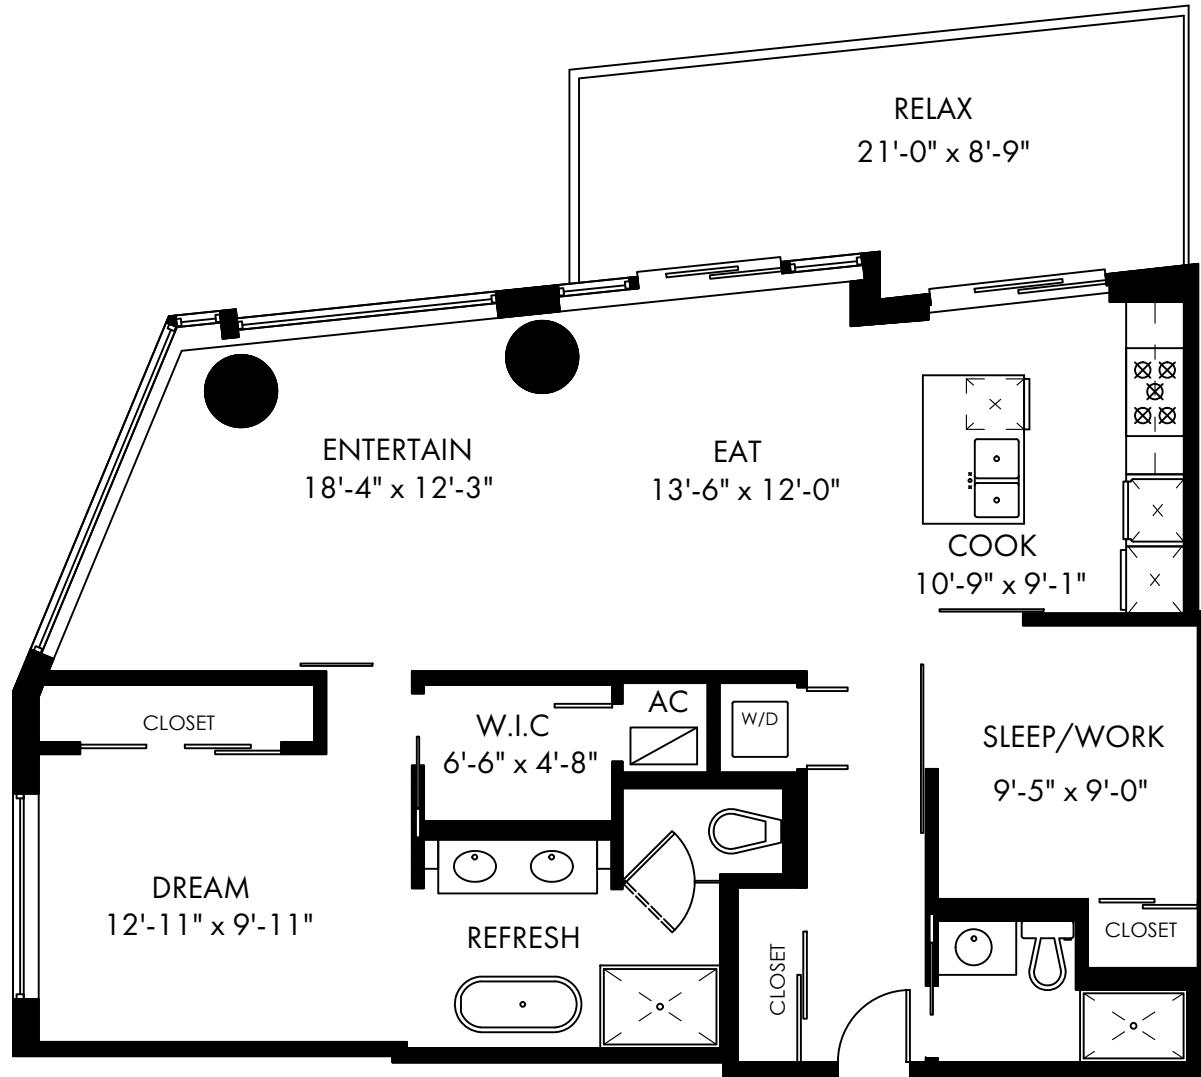 RELAX
21'-0" x 8'-9"
ENTERTAIN
18'-4" x 12'-3"
EAT
13'-6" x 12'-0"
COOK
10'-9" x 9'-1"
CLOSET
W.I.C
6'-6" x 4'-8"
AC
W/D
SLEEP/WORK
9'-5" x 9'-0"
DREAM
12'-11" x 9'-11"
REFRESH
CLOSET
CLOSET